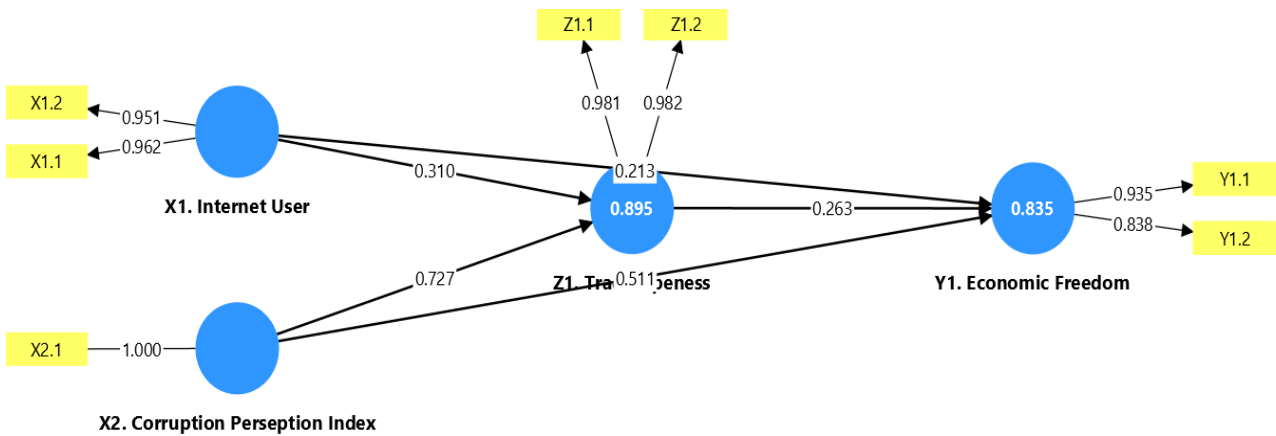 Z1.1
Z1.2
X1.2
0.951
0.981
0.982
X1.1
0.962
0.310
0.213
X1. Internet User
0.895
0.263
0.835
0.935
Y1.1
0.838
Y1.2
0.727
0.511
Z1.
Y1. Economic Freedom
X2.1
1.000
X2. Corruption Perseption Index